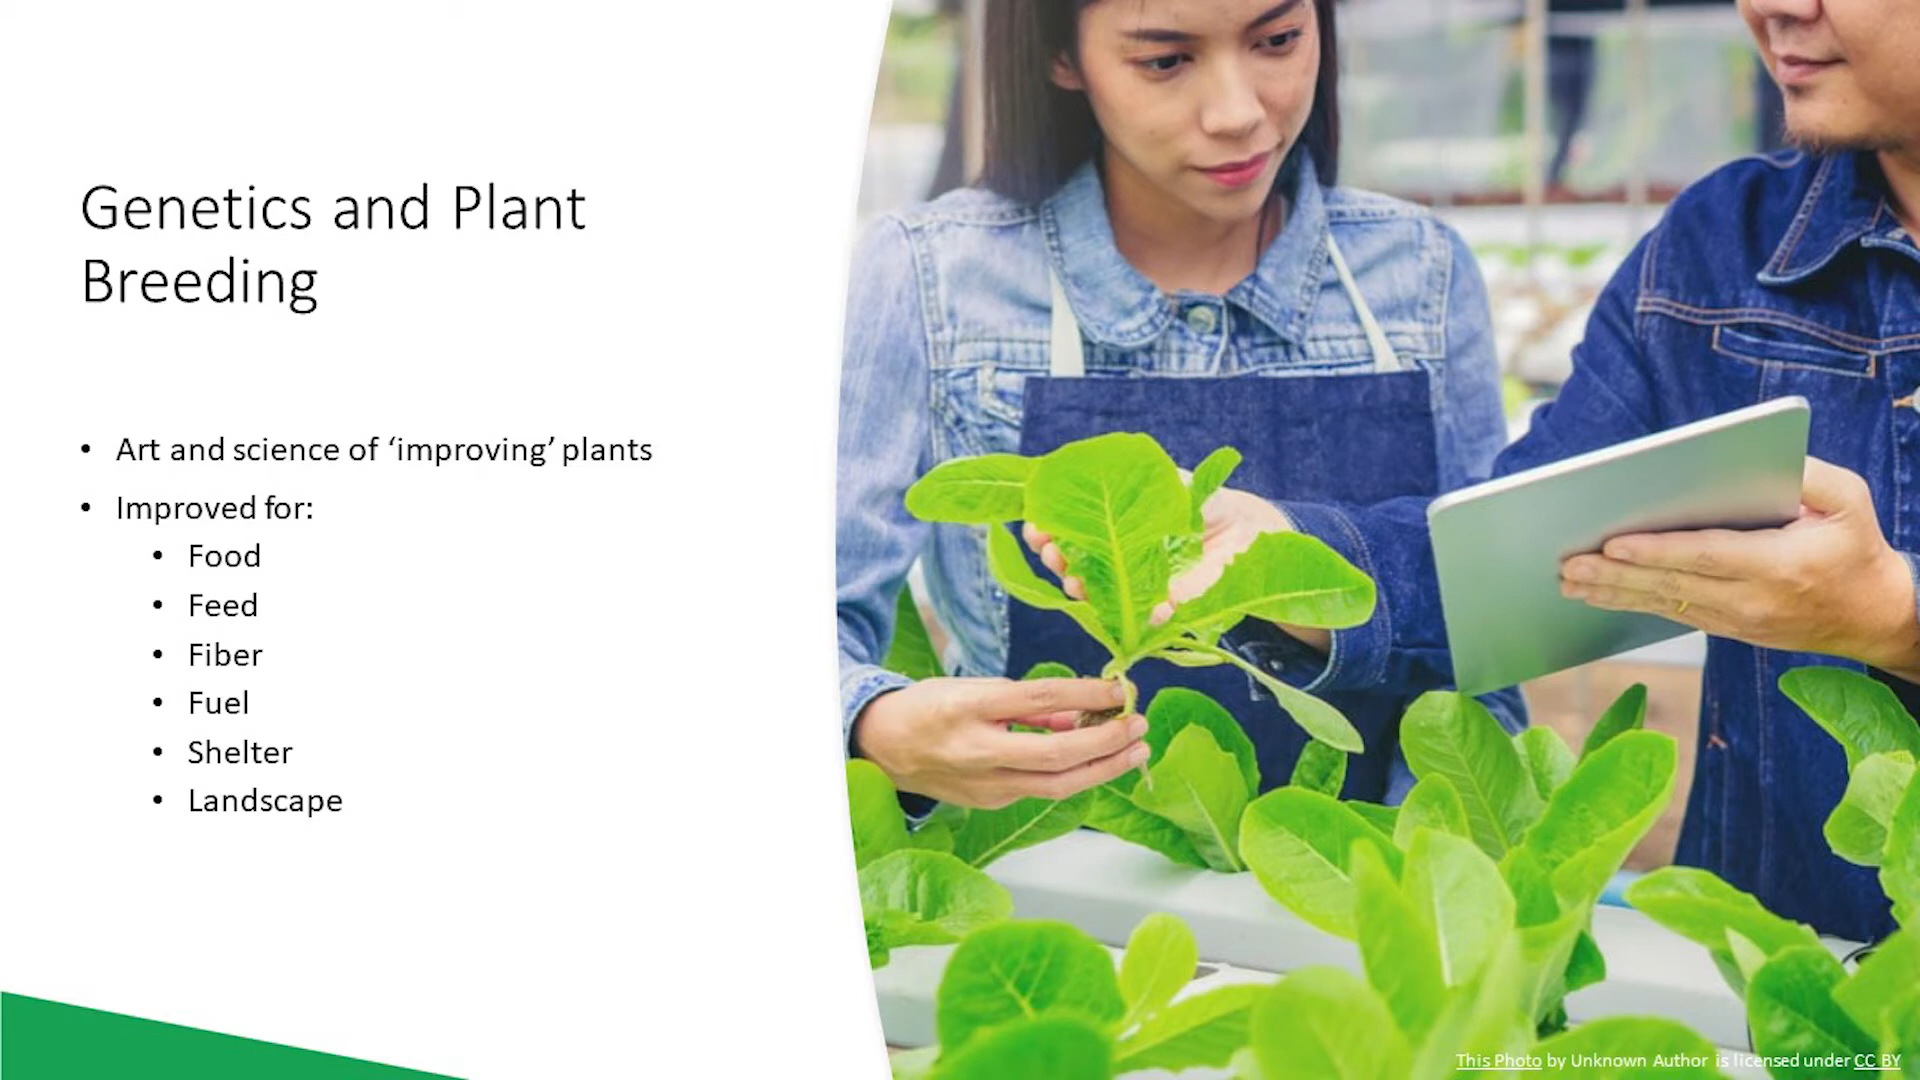 Genetics and Plant
Breeding
• Art and science of ‘improving’ plants
• Improved for:
• Food
• Feed
• Fiber
• Fuel
• Shelter
• Landscape
This Photo by Unknown Author is licensed under CC BY